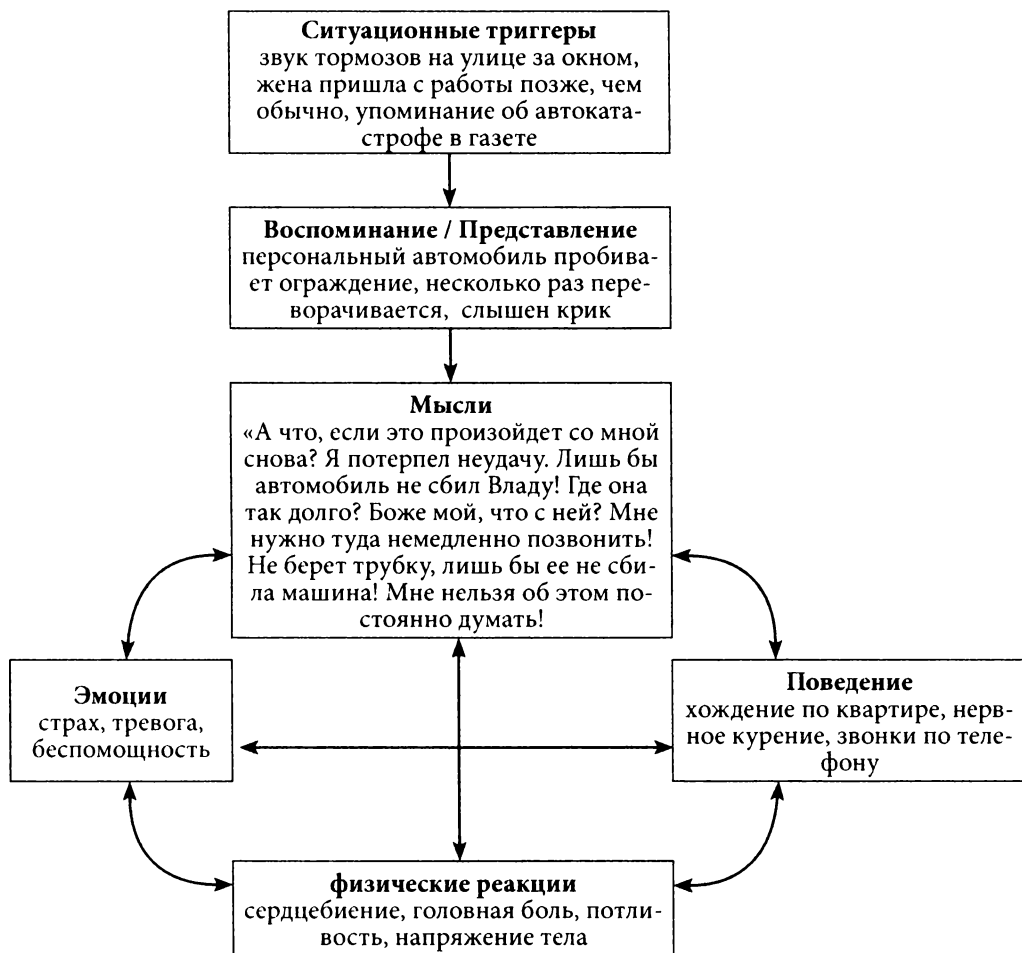 Ситуационные триггеры
звук тормозов на улице за окном,
жена пришла с работы позже, чем
обычно, упоминание об автоката-
строфе в газете
Воспоминание / Представление
персональный автомобиль пробива-
ет ограждение, несколько раз пере-
ворачивается, слышен крик
Мысли
«А что, если это произойдет со мной
снова? Я потерпел неудачу. Лишь бы
автомобиль не сбил Владу! Где она
так долго? Боже мой, что с ней? Мне
нужно туда немедленно позвонить!
Не берет трубку, лишь бы ее не сби-
ла машина! Мне нельзя об этом по-
стоянно думать!
Эмоции
страх, тревога,
беспомощность
Поведение
хождение по квартире, нерв-
ное курение, звонки по теле-
фону
физические реакции
сердцебиение, головная боль, потли-
вость, напряжение тела